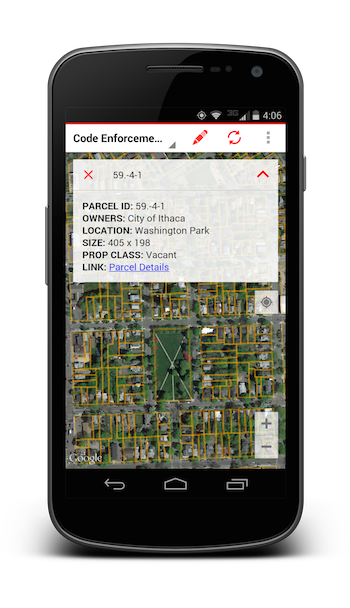 3G 4:06
Code Enforceme...
59.-4-1
PARCEL ID: 59.-4-1
OWNERS: City of Ithaca
LOCATION: Washington Park
SIZE: 405 x 198
PROP CLASS: Vacant
LINK: Parcel Details
+
−
Google